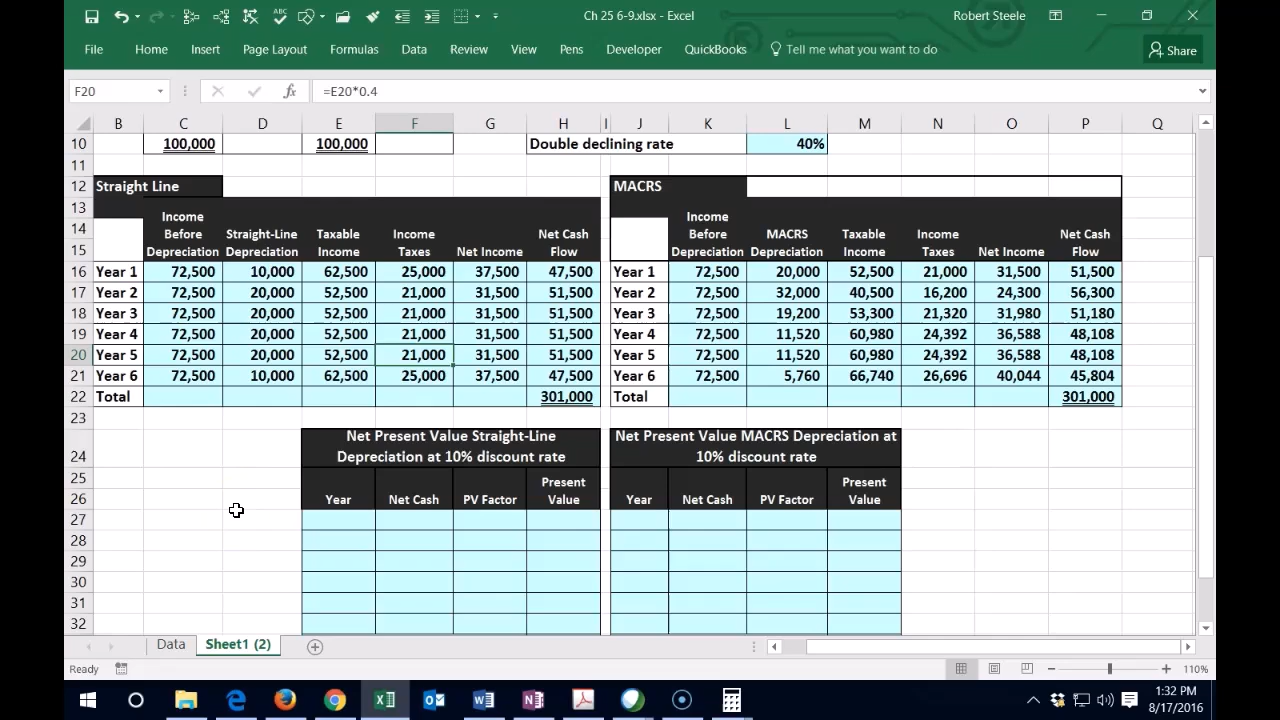 Ch 25 6-9.xlsx - Excel
Robert Steele
File Home Insert Page Layout Formulas Data Review View Pens Developer QuickBooks Tell me what you want to do Share
F20 fx =E20*0.4
B C D E F G H I J K L M N O P Q
10 100,000 100,000 Double declining rate 40%
11
12 Straight Line MACRS
13 Income Income
14 Before Straight-Line Taxable Income Net Cash Before MACRS Taxable Income Net Cash
15 Depreciation Depreciation Income Taxes Net Income Flow Depreciation Depreciation Income Taxes Net Income Flow
16 Year 1 72,500 10,000 62,500 25,000 37,500 47,500 Year 1 72,500 20,000 52,500 21,000 31,500 51,500
17 Year 2 72,500 20,000 52,500 21,000 31,500 51,500 Year 2 72,500 32,000 40,500 16,200 24,300 56,300
18 Year 3 72,500 20,000 52,500 21,000 31,500 51,500 Year 3 72,500 19,200 53,300 21,320 31,980 51,180
19 Year 4 72,500 20,000 52,500 21,000 31,500 51,500 Year 4 72,500 11,520 60,980 24,392 36,588 48,108
20 Year 5 72,500 20,000 52,500 21,000 31,500 51,500 Year 5 72,500 11,520 60,980 24,392 36,588 48,108
21 Year 6 72,500 10,000 62,500 25,000 37,500 47,500 Year 6 72,500 5,760 66,740 26,696 40,044 45,804
22 Total 301,000 Total 301,000
23
Net Present Value Straight-Line Net Present Value MACRS Depreciation at
24 Depreciation at 10% discount rate 10% discount rate
25 Present Present
26 Year Net Cash PV Factor Value Year Net Cash PV Factor Value
27
28
29
30
31
32
Data Sheet1 (2)
Ready 110%
1:32 PM
8/17/2016